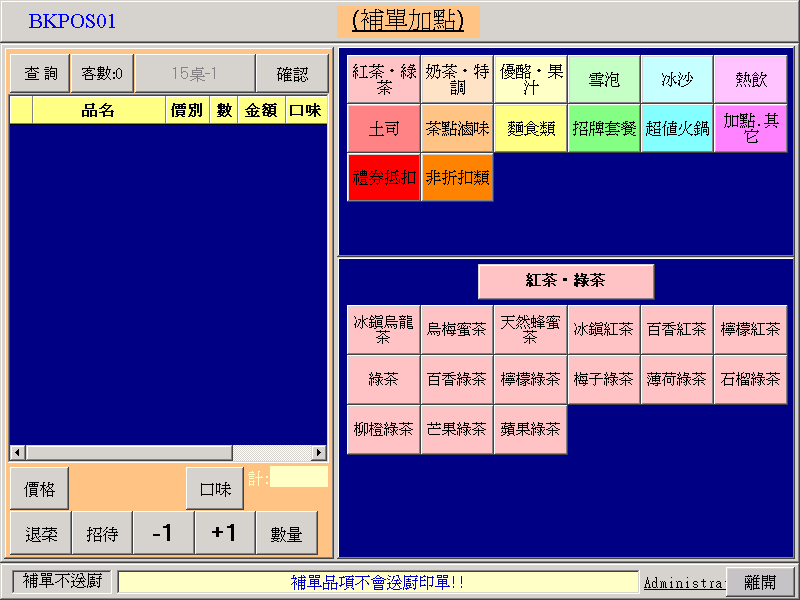 BKPOS01
(補單加點)
查詢
客數:0
15桌-1
確認
品名
價別
數
金額
口味
計:
價格
口味
退菜
招待
-1
+1
數量
紅茶·綠
茶
奶茶·特
調
優酪·果
汁
雪泡
冰沙
熱飲
土司
茶點滷味
麵食類
招牌套餐
超值火鍋
加點.其
它
禮券抵扣
非折扣類
紅茶·綠茶
冰鎮烏龍
茶
烏梅蜜茶
天然蜂蜜
茶
冰鎮紅茶
百香紅茶
檸檬紅茶
綠茶
百香綠茶
檸檬綠茶
梅子綠茶
薄荷綠茶
石榴綠茶
柳橙綠茶
芒果綠茶
蘋果綠茶
補單不送廚
補單品項不會送廚印單!!
Administra
離開